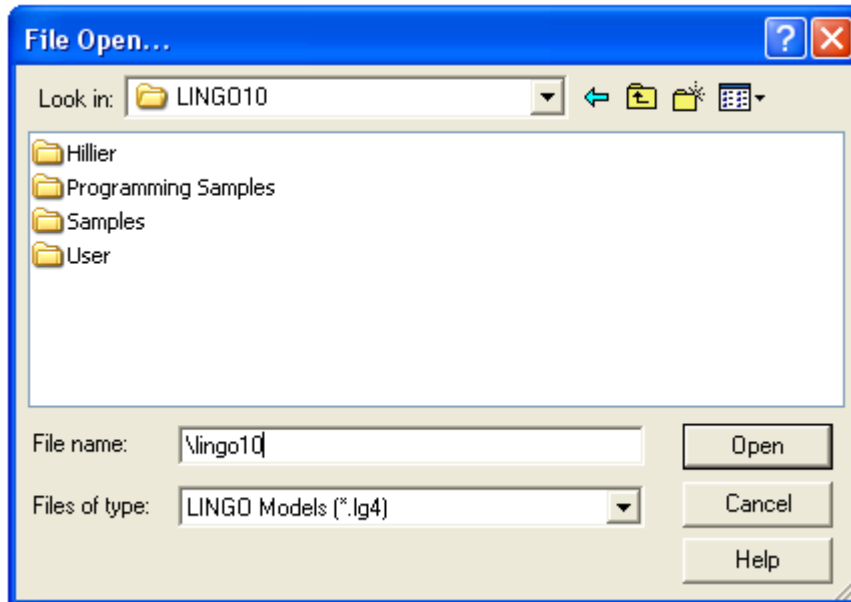 File Open...
Look in: LINGO10
Hillier
Programming Samples
Samples
User
File name: \lingo10 Open
Files of type: LINGO Models (*.lg4) Cancel
Help